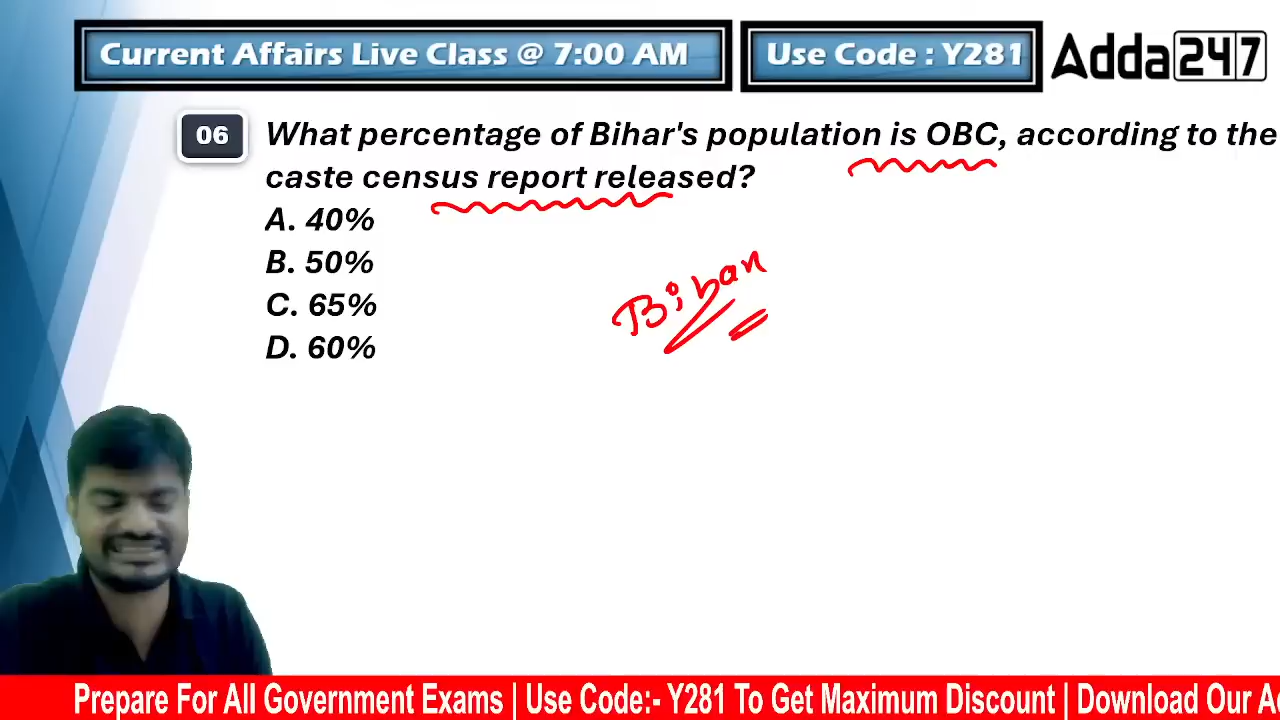 Current Affairs Live Class @ 7:00 AM
Use Code : Y281
Adda247
06
What percentage of Bihar's population is OBC, according to the
caste census report released?
A. 40%
B. 50%
C. 65%
D. 60%
Bihar
Prepare For All Government Exams | Use Code:- Y281 To Get Maximum Discount | Download Our A